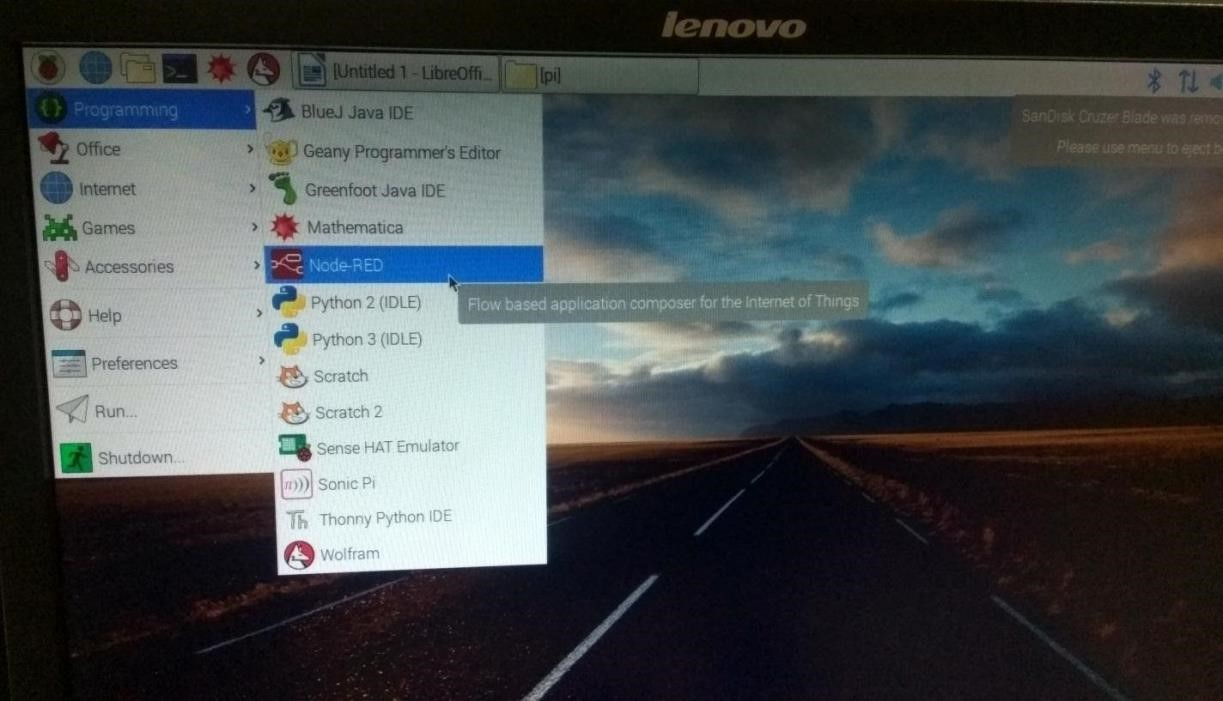 lenovo
[Untitled 1 - LibreOffi...
[pi]
SanDisk Cruzer Blade was
Please use menu to eject
Programming
Office
Internet
Games
Accessories
Help
Preferences
Run...
Shutdown...
BlueJ Java IDE
Geany Programmer's Editor
Greenfoot Java IDE
Mathematica
Node-RED
Flow based application composer for the Internet of Things
Python 2 (IDLE)
Python 3 (IDLE)
Scratch
Scratch 2
Sense HAT Emulator
Sonic Pi
Thonny Python IDE
Wolfram